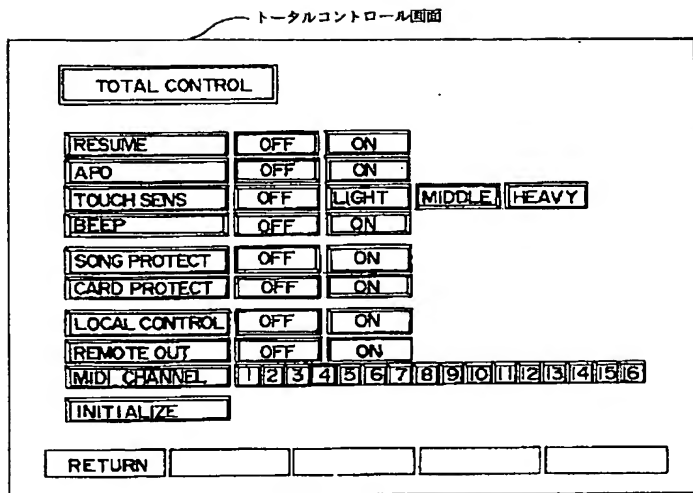 トータルコントロール画面
TOTAL CONTROL
RESUME OFF ON
APO OFF ON
TOUCH SENS OFF LIGHT MIDDLE HEAVY
BEEP OFF ON
SONG PROTECT OFF ON
CARD PROTECT OFF ON
LOCAL CONTROL OFF ON
REMOTE OUT OFF ON
MIDI CHANNEL 1 2 3 4 5 6 7 8 9 10 11 12 13 14 15 16
INITIALIZE
RETURN